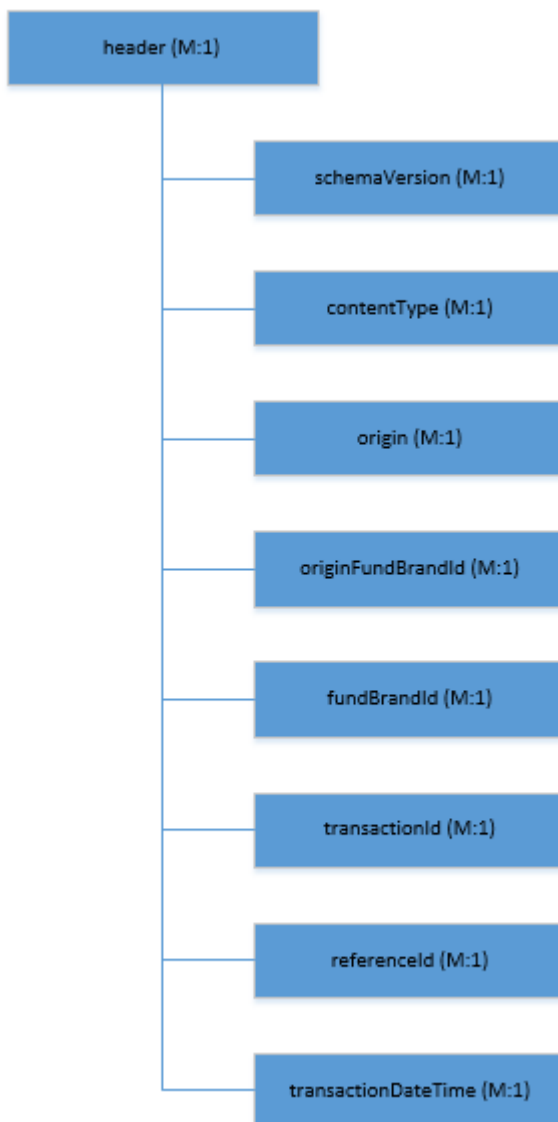 header (M:1)
schemaVersion (M:1)
contentType (M:1)
origin (M:1)
originFundBrandId (M:1)
fundBrandId (M:1)
transactionId (M:1)
referenceId (M:1)
transactionDateTime (M:1)